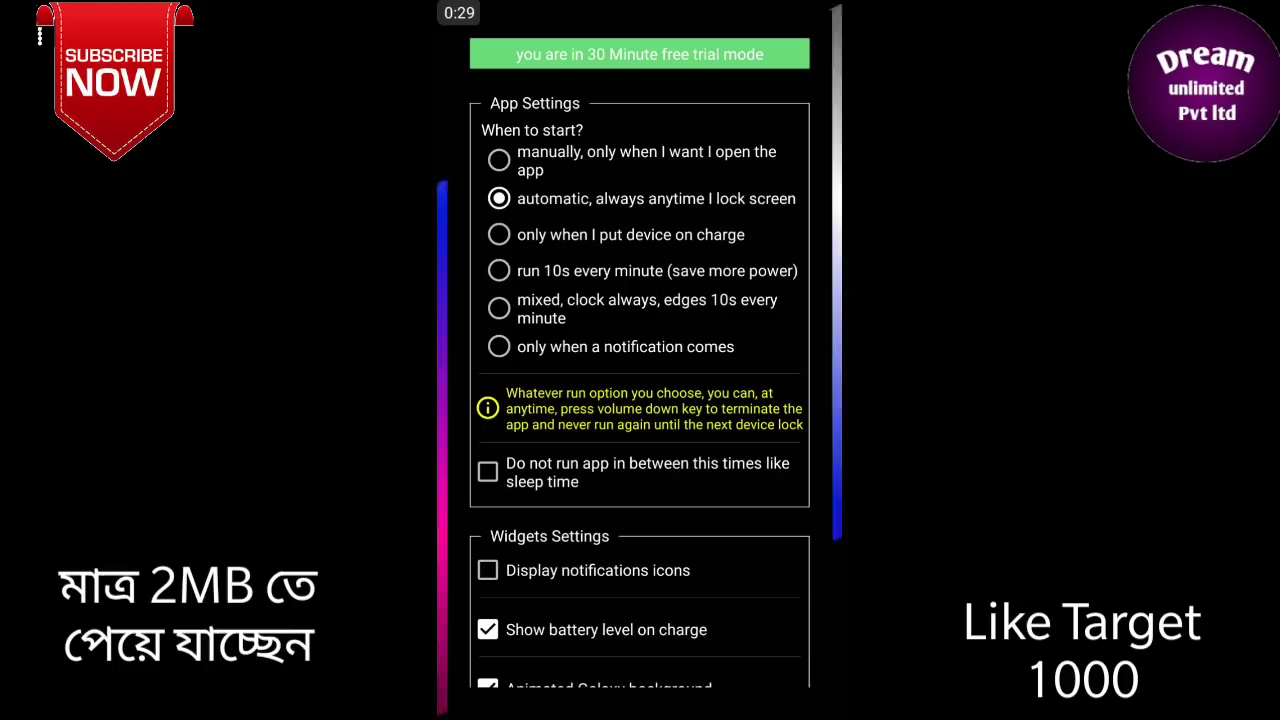 0:29
SUBSCRIBE
NOW
you are in 30 Minute free trial mode
Dream
unlimited
Pvt ltd
App Settings
When to start?
manually, only when I want I open the
app
automatic, always anytime I lock screen
only when I put device on charge
run 10s every minute (save more power)
mixed, clock always, edges 10s every
minute
only when a notification comes
Whatever run option you choose, you can, at
anytime, press volume down key to terminate the
app and never run again until the next device lock
Do not run app in between this times like
sleep time
Widgets Settings
Display notifications icons
Show battery level on charge
Animated Galaxy background
মাত্র 2MB তে
পেয়ে যাচ্ছেন
Like Target
1000